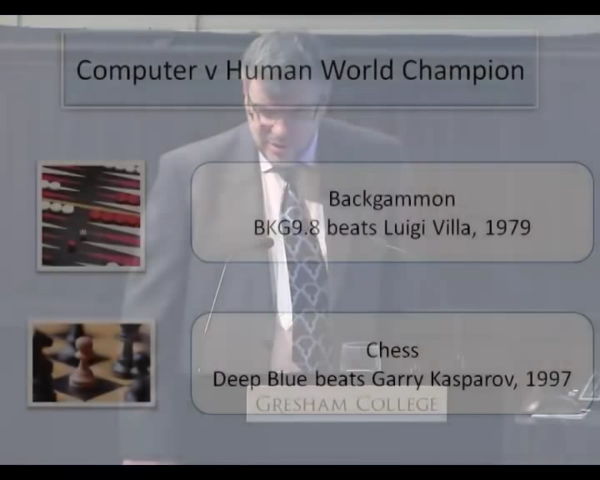 Computer v Human World Champion
Backgammon
BKG9.8 beats Luigi Villa, 1979
Chess
Deep Blue beats Garry Kasparov, 1997
GRESHAM COLLEGE